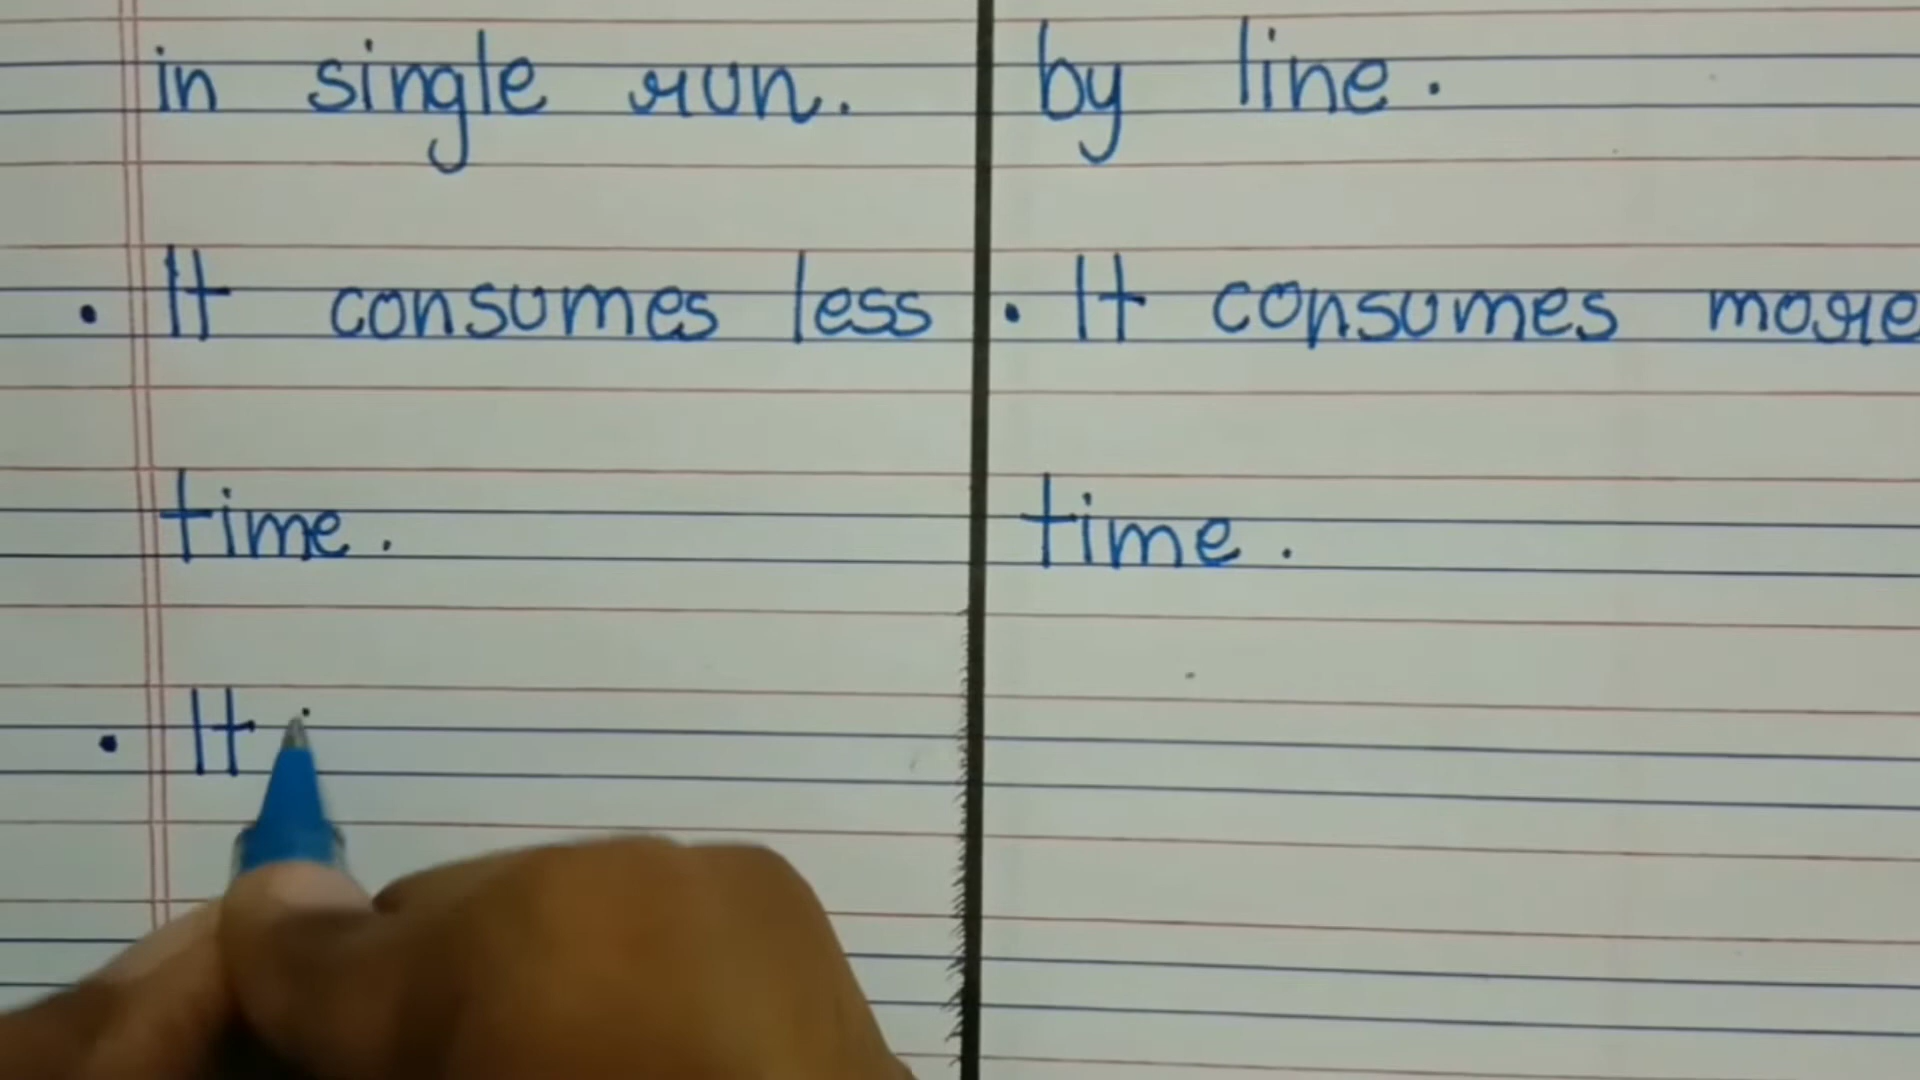 in single run.
• It consumes less
time.
• It
by line.
• It consumes more
time.